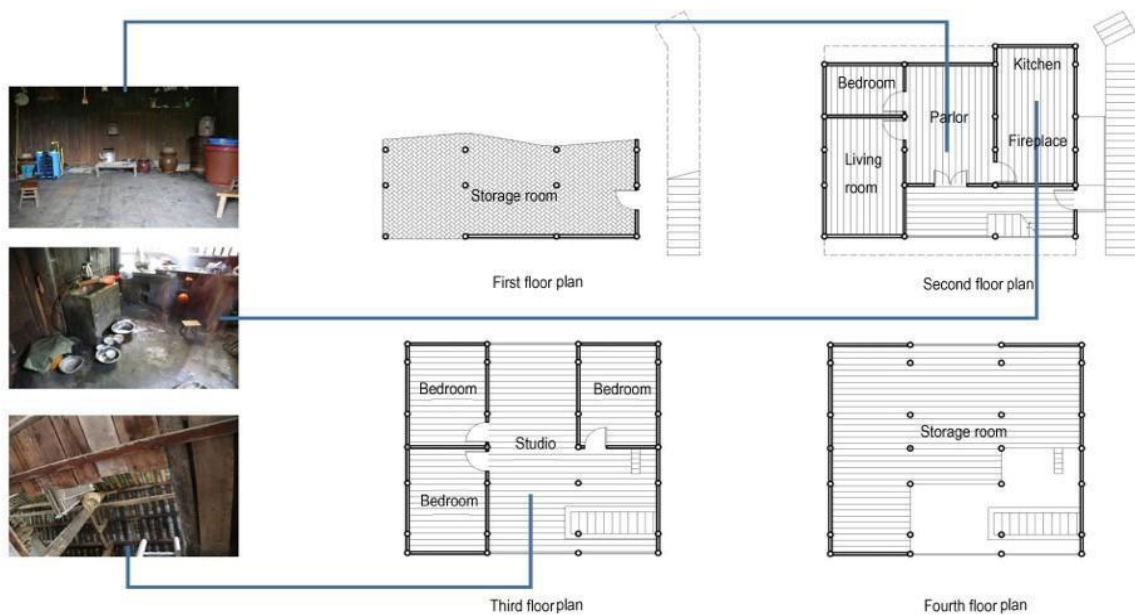 Storage room
First floor plan
Bedroom
Kitchen
Parlor
Fireplace
Living
room
Second floor plan
Bedroom
Bedroom
Studio
Bedroom
Third floor plan
Storage room
Fourth floor plan